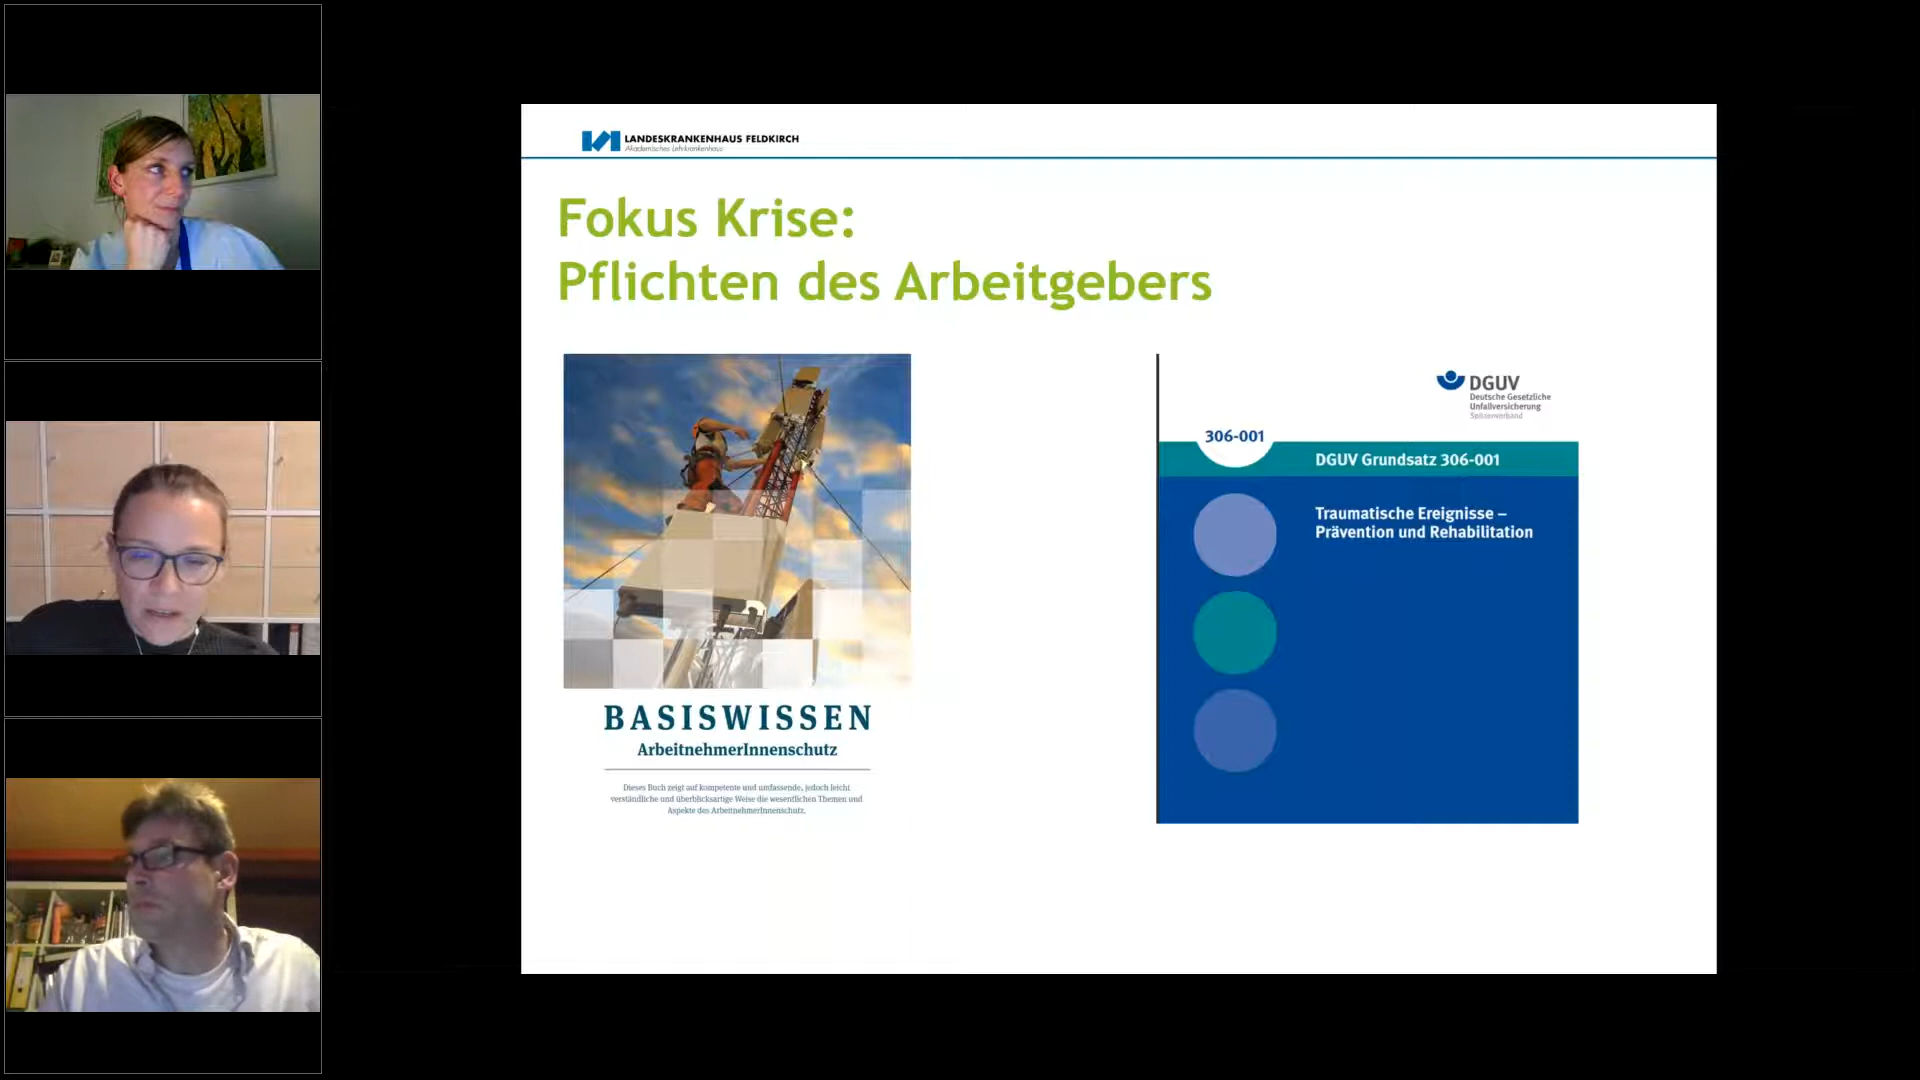 LANDESKRANKENHAUS FELDKIRCH
Akademisches Lehrkrankenhaus
Fokus Krise:
Pflichten des Arbeitgebers
BASISWISSEN
ArbeitnehmerInnenschutz
Dieses Buch zeigt auf kompetente und umfassende, jedoch leicht
verständliche und überblicksartige Weise die wesentlichen Themen und
Aspekte des ArbeitnehmerInnenschutz.
DGUV
Deutsche Gesetzliche
Unfallversicherung
Spitzenverband
306-001
DGUV Grundsatz 306-001
Traumatische Ereignisse –
Prävention und Rehabilitation